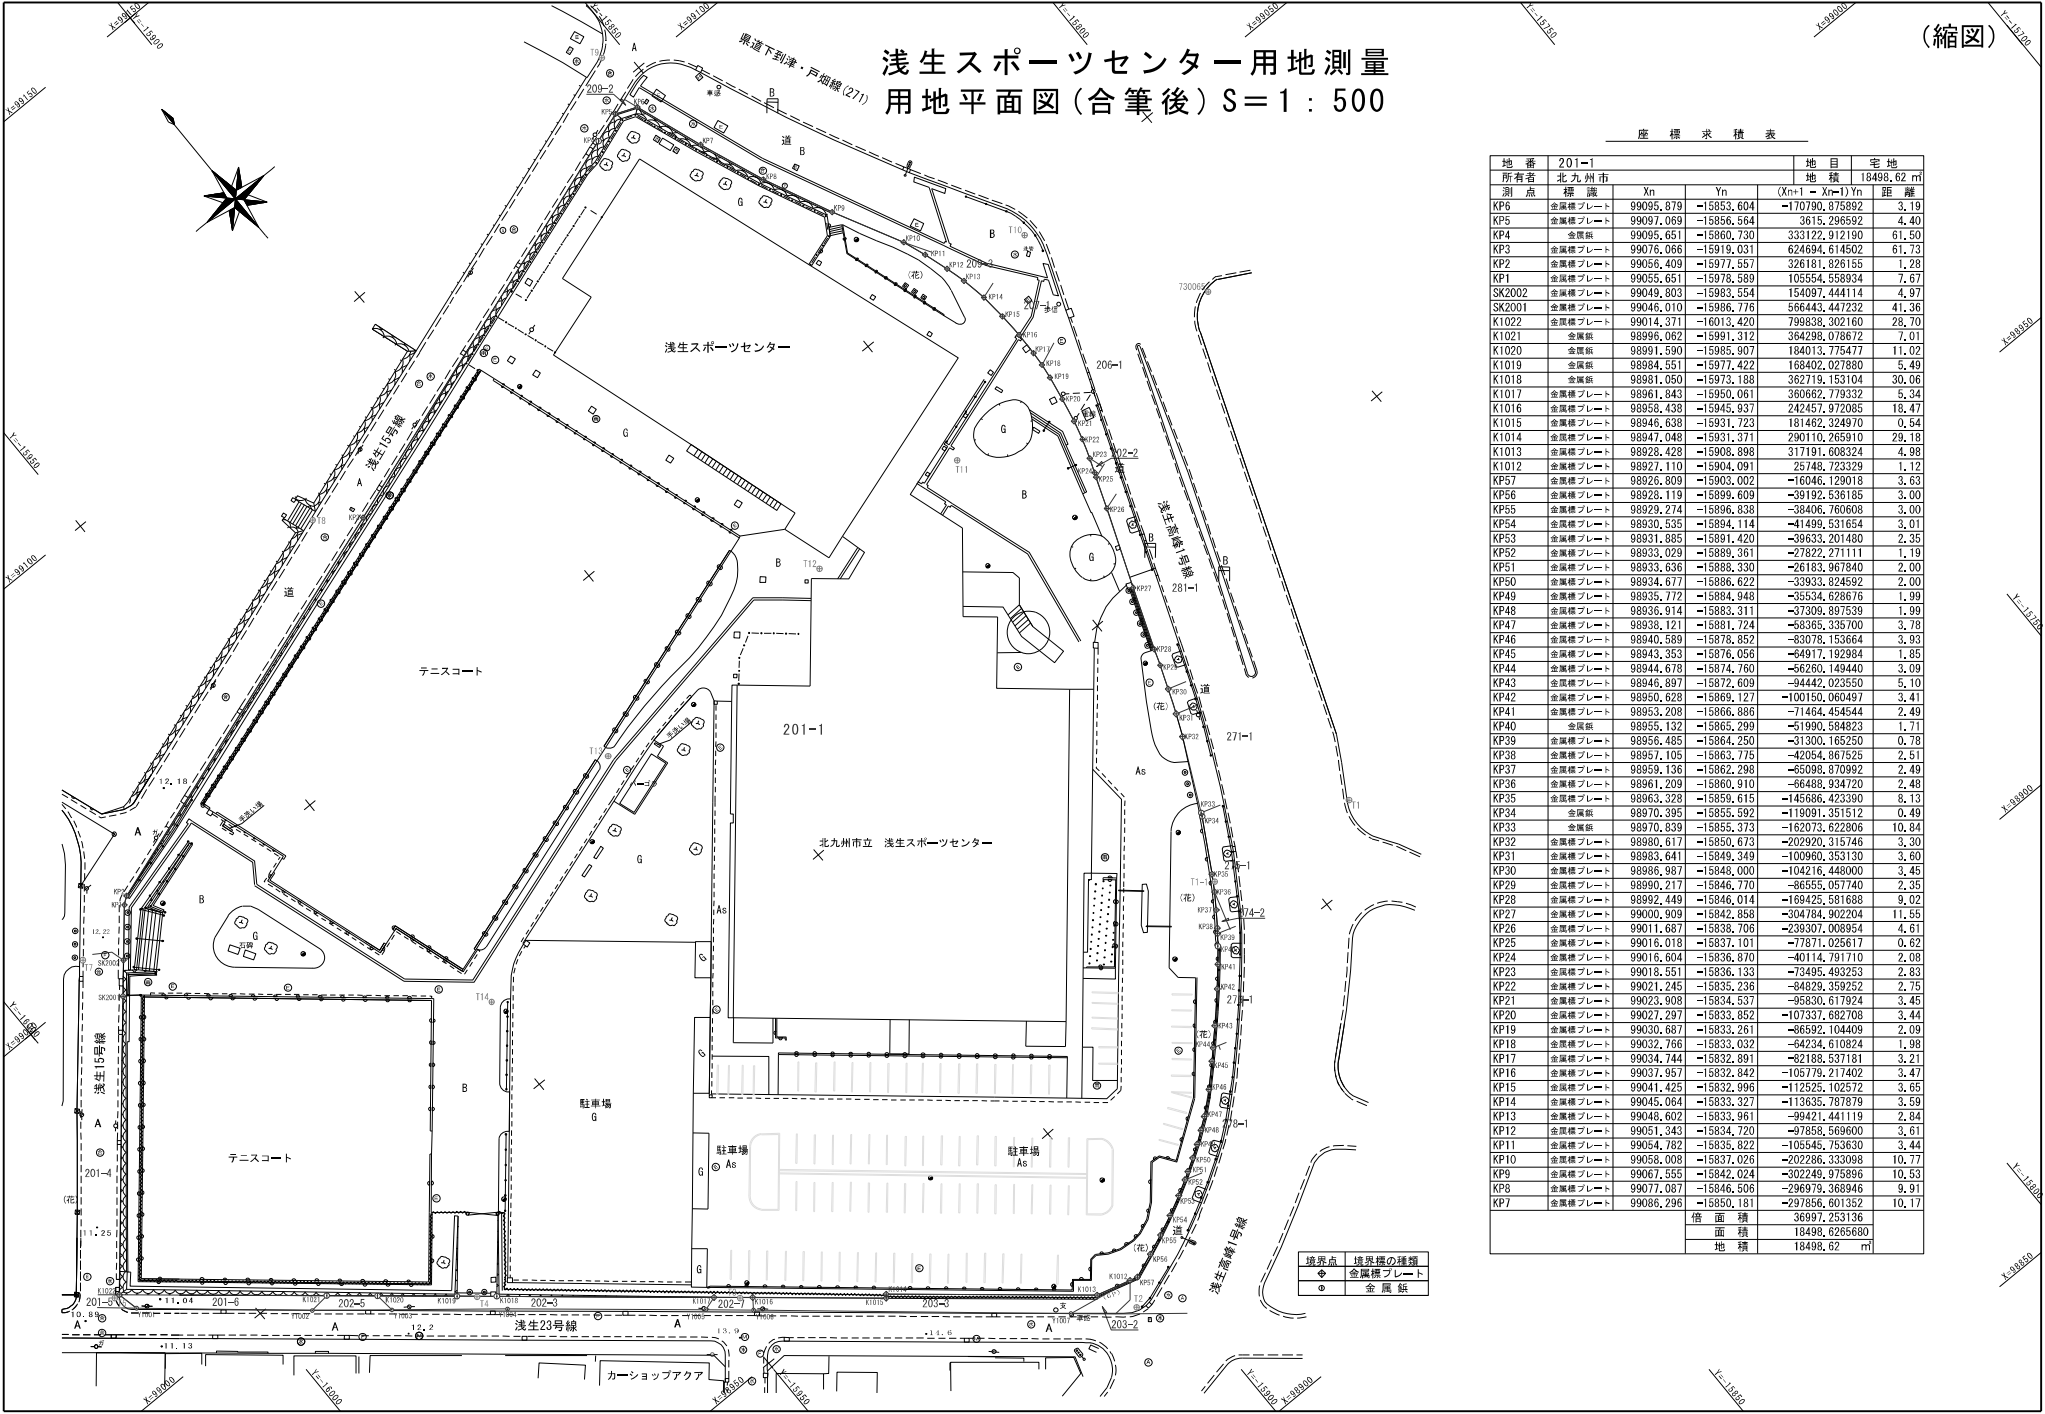 (縮図)
浅生スポーツセンター用地測量
用地平面図(合筆後) S=1:500
座標求積表
地番 201-1 地目 宅地
所有者 北九州市 地積 18498.62 ㎡
測点 標識 Xn Yn (Xn+1 - Xn-1)Yn 距離
KP6 金属標プレート 99095.879 -15853.604 -170790.875892 3.19
KP5 金属標プレート 99097.069 -15856.564 3615.296592 4.40
KP4 金属鋲 99095.651 -15860.730 333122.912190 61.50
KP3 金属標プレート 99076.066 -15919.031 624694.614502 61.73
KP2 金属標プレート 99056.409 -15977.557 326181.826155 1.28
KP1 金属標プレート 99055.651 -15978.589 105554.558934 7.67
SK2002 金属標プレート 99049.803 -15983.554 154097.444114 4.97
SK2001 金属標プレート 99046.010 -15986.776 566443.447232 41.36
K1022 金属標プレート 99014.371 -16013.420 799838.302160 28.70
K1021 金属鋲 98996.062 -15991.312 364298.078672 7.01
K1020 金属鋲 98991.590 -15985.907 184013.775477 11.02
K1019 金属鋲 98984.551 -15977.422 168402.027880 5.49
K1018 金属鋲 98981.050 -15973.188 362719.153104 30.06
K1017 金属標プレート 98961.843 -15950.061 360662.779332 5.34
K1016 金属標プレート 98958.438 -15945.937 242457.972085 18.47
K1015 金属標プレート 98946.638 -15931.723 181462.324970 0.54
K1014 金属標プレート 98947.048 -15931.371 290110.265910 29.18
K1013 金属標プレート 98928.428 -15908.898 317191.608324 4.98
K1012 金属標プレート 98927.110 -15904.091 25748.723329 1.12
KP57 金属標プレート 98926.809 -15903.002 -16046.129018 3.63
KP56 金属標プレート 98928.119 -15899.609 -39192.536185 3.00
KP55 金属標プレート 98929.274 -15896.838 -38406.760608 3.00
KP54 金属標プレート 98930.535 -15894.114 -41499.531654 3.01
KP53 金属標プレート 98931.885 -15891.420 -39633.201480 2.35
KP52 金属標プレート 98933.029 -15889.361 -27822.271111 1.19
KP51 金属標プレート 98933.636 -15888.330 -26183.967840 2.00
KP50 金属標プレート 98934.677 -15886.622 -33933.824592 2.00
KP49 金属標プレート 98935.772 -15884.948 -35534.628676 1.99
KP48 金属標プレート 98936.914 -15883.311 -37309.897539 1.99
KP47 金属標プレート 98938.121 -15881.724 -58365.335700 3.78
KP46 金属標プレート 98940.589 -15878.852 -83078.153664 3.93
KP45 金属標プレート 98943.353 -15876.056 -64917.192984 1.85
KP44 金属標プレート 98944.678 -15874.760 -56260.149440 3.09
KP43 金属標プレート 98946.897 -15872.609 -94442.023550 5.10
KP42 金属標プレート 98950.628 -15869.127 -100150.060497 3.41
KP41 金属標プレート 98953.208 -15866.886 -71464.454544 2.49
KP40 金属鋲 98955.132 -15865.299 -51990.584823 1.71
KP39 金属標プレート 98956.485 -15864.250 -31300.165250 0.78
KP38 金属標プレート 98957.105 -15863.775 -42054.867525 2.51
KP37 金属標プレート 98959.136 -15862.298 -65098.870992 2.49
KP36 金属標プレート 98961.209 -15860.910 -66488.934720 2.48
KP35 金属標プレート 98963.328 -15859.615 -145686.423390 8.13
KP34 金属鋲 98970.395 -15855.592 -119091.351512 0.49
KP33 金属鋲 98970.839 -15855.373 -162073.622806 10.84
KP32 金属標プレート 98980.617 -15850.673 -202920.315746 3.30
KP31 金属標プレート 98983.641 -15849.349 -100960.353130 3.60
KP30 金属標プレート 98986.987 -15848.000 -104216.448000 3.45
KP29 金属標プレート 98990.217 -15846.770 -86555.057740 2.35
KP28 金属標プレート 98992.449 -15846.014 -169425.581688 9.02
KP27 金属標プレート 99000.909 -15842.858 -304784.902204 11.55
KP26 金属標プレート 99011.687 -15838.706 -239307.008954 4.61
KP25 金属標プレート 99016.018 -15837.101 -77871.025617 0.62
KP24 金属標プレート 99016.604 -15836.870 -40114.791710 2.08
KP23 金属標プレート 99018.551 -15836.133 -73495.493253 2.83
KP22 金属標プレート 99021.245 -15835.236 -84829.359252 2.75
KP21 金属標プレート 99023.908 -15834.537 -95830.617924 3.45
KP20 金属標プレート 99027.297 -15833.852 -107337.682708 3.44
KP19 金属標プレート 99030.687 -15833.261 -86592.104409 2.09
KP18 金属標プレート 99032.766 -15833.032 -64234.610824 1.98
KP17 金属標プレート 99034.744 -15832.891 -82188.537181 3.21
KP16 金属標プレート 99037.957 -15832.842 -105779.217402 3.47
KP15 金属標プレート 99041.425 -15832.996 -112525.102572 3.65
KP14 金属標プレート 99045.064 -15833.327 -113635.787879 3.59
KP13 金属標プレート 99048.602 -15833.961 -99421.441119 2.84
KP12 金属標プレート 99051.343 -15834.720 -97858.569600 3.61
KP11 金属標プレート 99054.782 -15835.822 -105545.753630 3.44
KP10 金属標プレート 99058.008 -15837.026 -202286.333098 10.77
KP9 金属標プレート 99067.555 -15842.024 -302249.975896 10.53
KP8 金属標プレート 99077.087 -15846.506 -296979.368946 9.91
KP7 金属標プレート 99086.296 -15850.181 -297856.601352 10.17
倍面積 36997.253136
面積 18498.6265680
地積 18498.62 ㎡
境界点 境界標の種類
金属標プレート
金属鋲
県道下到津・戸畑線(271)
209-2
道
浅生スポーツセンター
206-1
浅生15号線
道
浅生高峰1号線
281-1
テニスコート
201-1
271-1
北九州市立 浅生スポーツセンター
石碑
浅生15号線
駐車場
G
駐車場
As
駐車場
As
テニスコート
201-4
(花)
201-5
201-6
202-5
202-3
202-7
203-3
203-2
浅生23号線
浅生高峰1号線
カーショップアクア
12.18
12.22
11.25
11.04
10.89
11.13
12.2
13.9
14.6